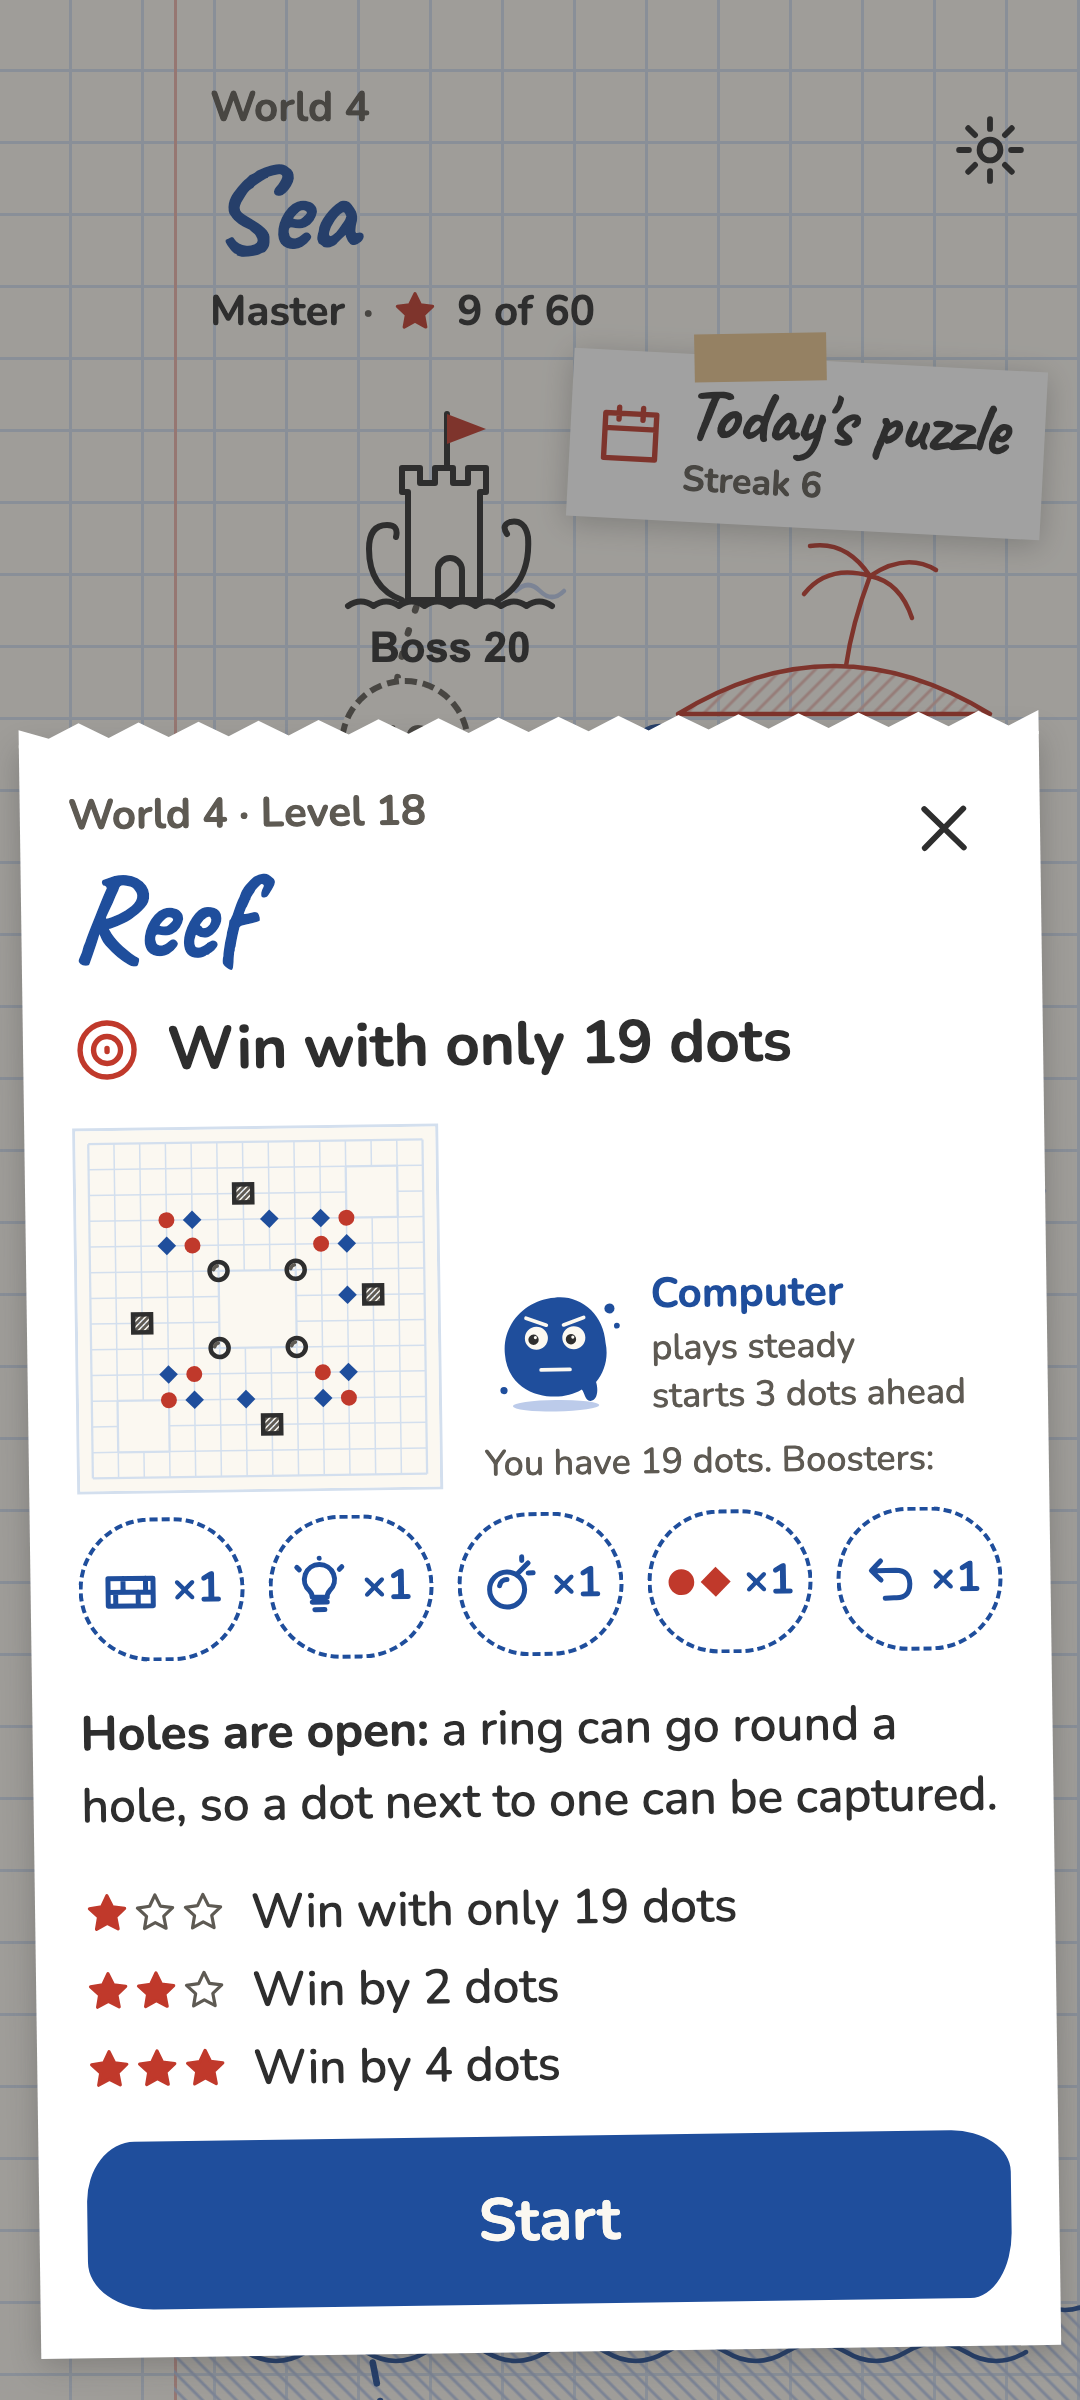 World 4
Sea
Master · 9 of 60
Today's puzzle
Streak 6
Boss 20
World 4 · Level 18
Reef
Win with only 19 dots
Computer
plays steady
starts 3 dots ahead
You have 19 dots. Boosters:
×1 ×1 ×1 ×1 ×1
Holes are open: a ring can go round a
hole, so a dot next to one can be captured.
Win with only 19 dots
Win by 2 dots
Win by 4 dots
Start